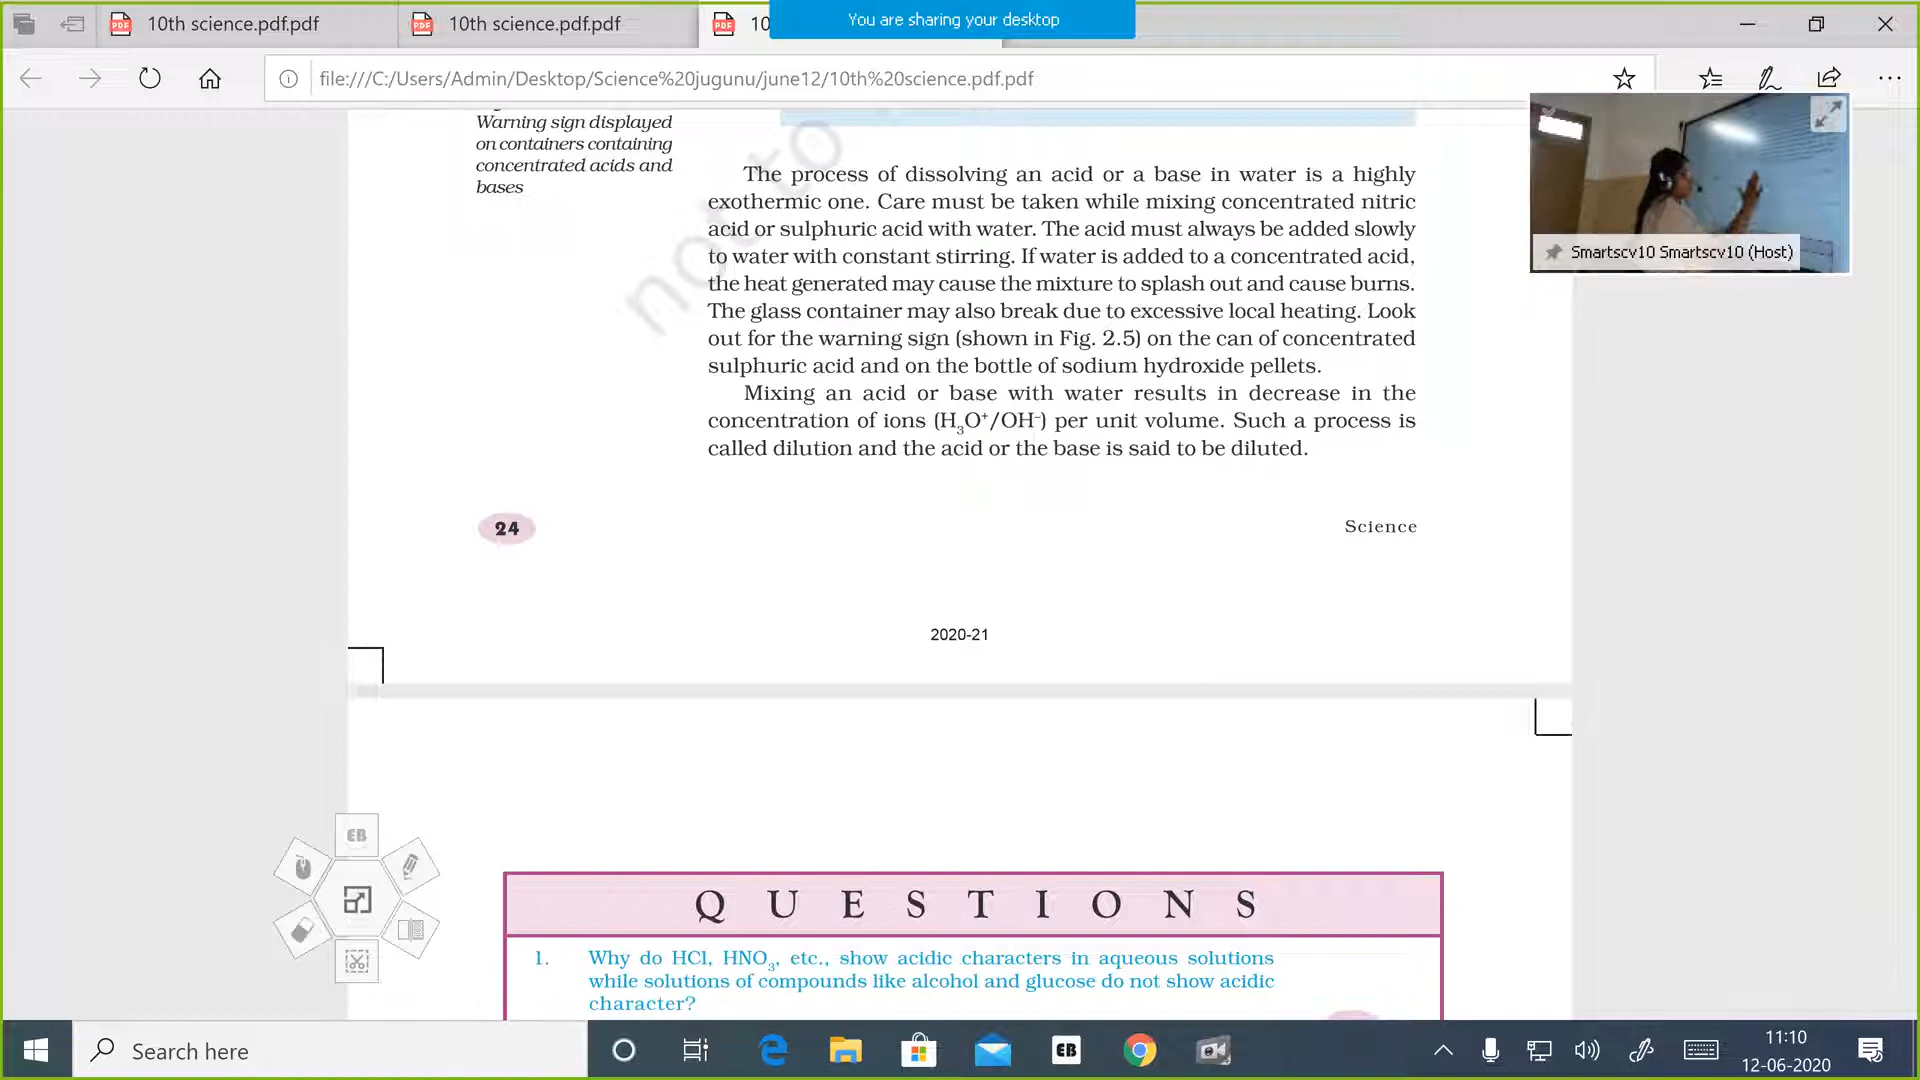 10th science.pdf.pdf
10th science.pdf.pdf
10
You are sharing your desktop
file:///C:/Users/Admin/Desktop/Science%20jugunu/june12/10th%20science.pdf.pdf
Warning sign displayed
on containers containing
concentrated acids and
bases
not to
The process of dissolving an acid or a base in water is a highly
exothermic one. Care must be taken while mixing concentrated nitric
acid or sulphuric acid with water. The acid must always be added slowly
to water with constant stirring. If water is added to a concentrated acid,
the heat generated may cause the mixture to splash out and cause burns.
The glass container may also break due to excessive local heating. Look
out for the warning sign (shown in Fig. 2.5) on the can of concentrated
sulphuric acid and on the bottle of sodium hydroxide pellets.
Mixing an acid or base with water results in decrease in the
concentration of ions (H₃O⁺/OH⁻) per unit volume. Such a process is
called dilution and the acid or the base is said to be diluted.
Smartscv10 Smartscv10 (Host)
24
Science
2020-21
EB
QUESTIONS
1. Why do HCl, HNO₃, etc., show acidic characters in aqueous solutions
while solutions of compounds like alcohol and glucose do not show acidic
character?
Search here
EB
11:10
12-06-2020